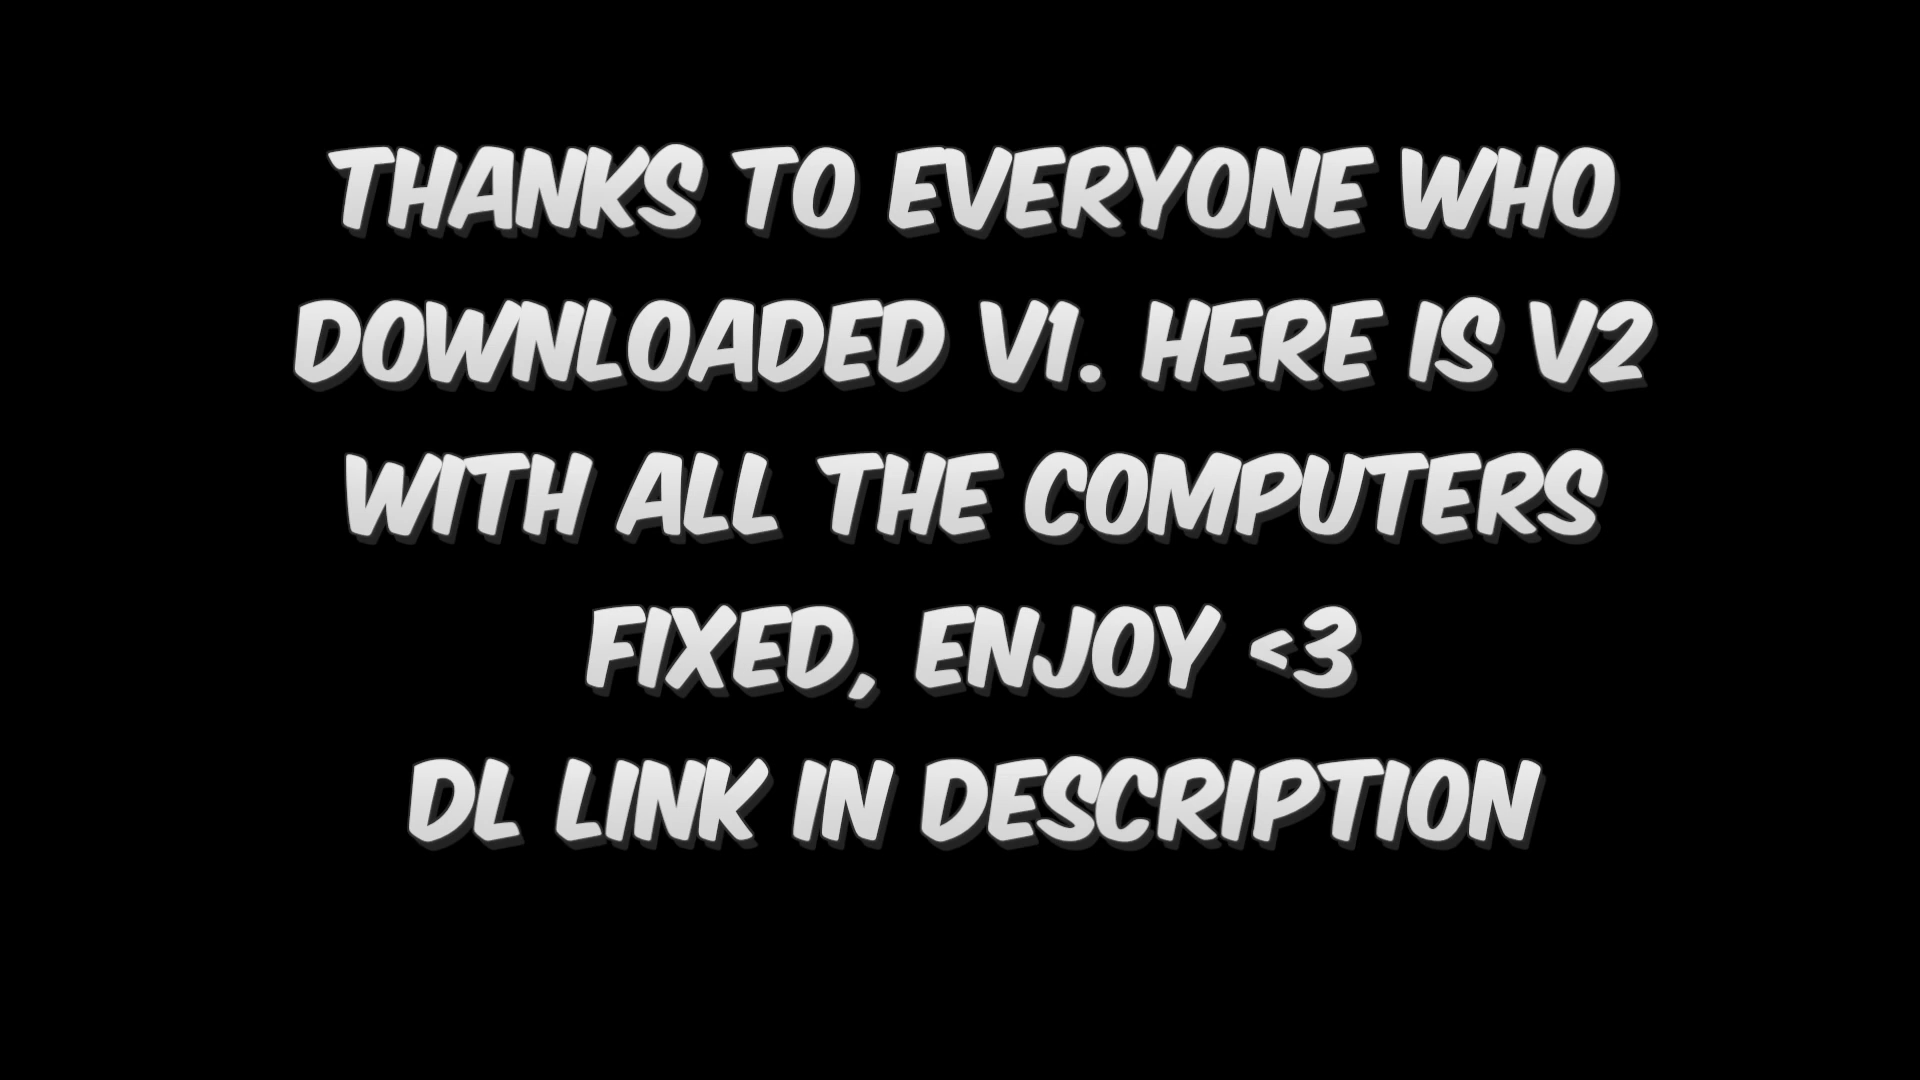 THANKS TO EVERYONE WHO
DOWNLOADED V1. HERE IS V2
WITH ALL THE COMPUTERS
FIXED, ENJOY <3
DL LINK IN DESCRIPTION